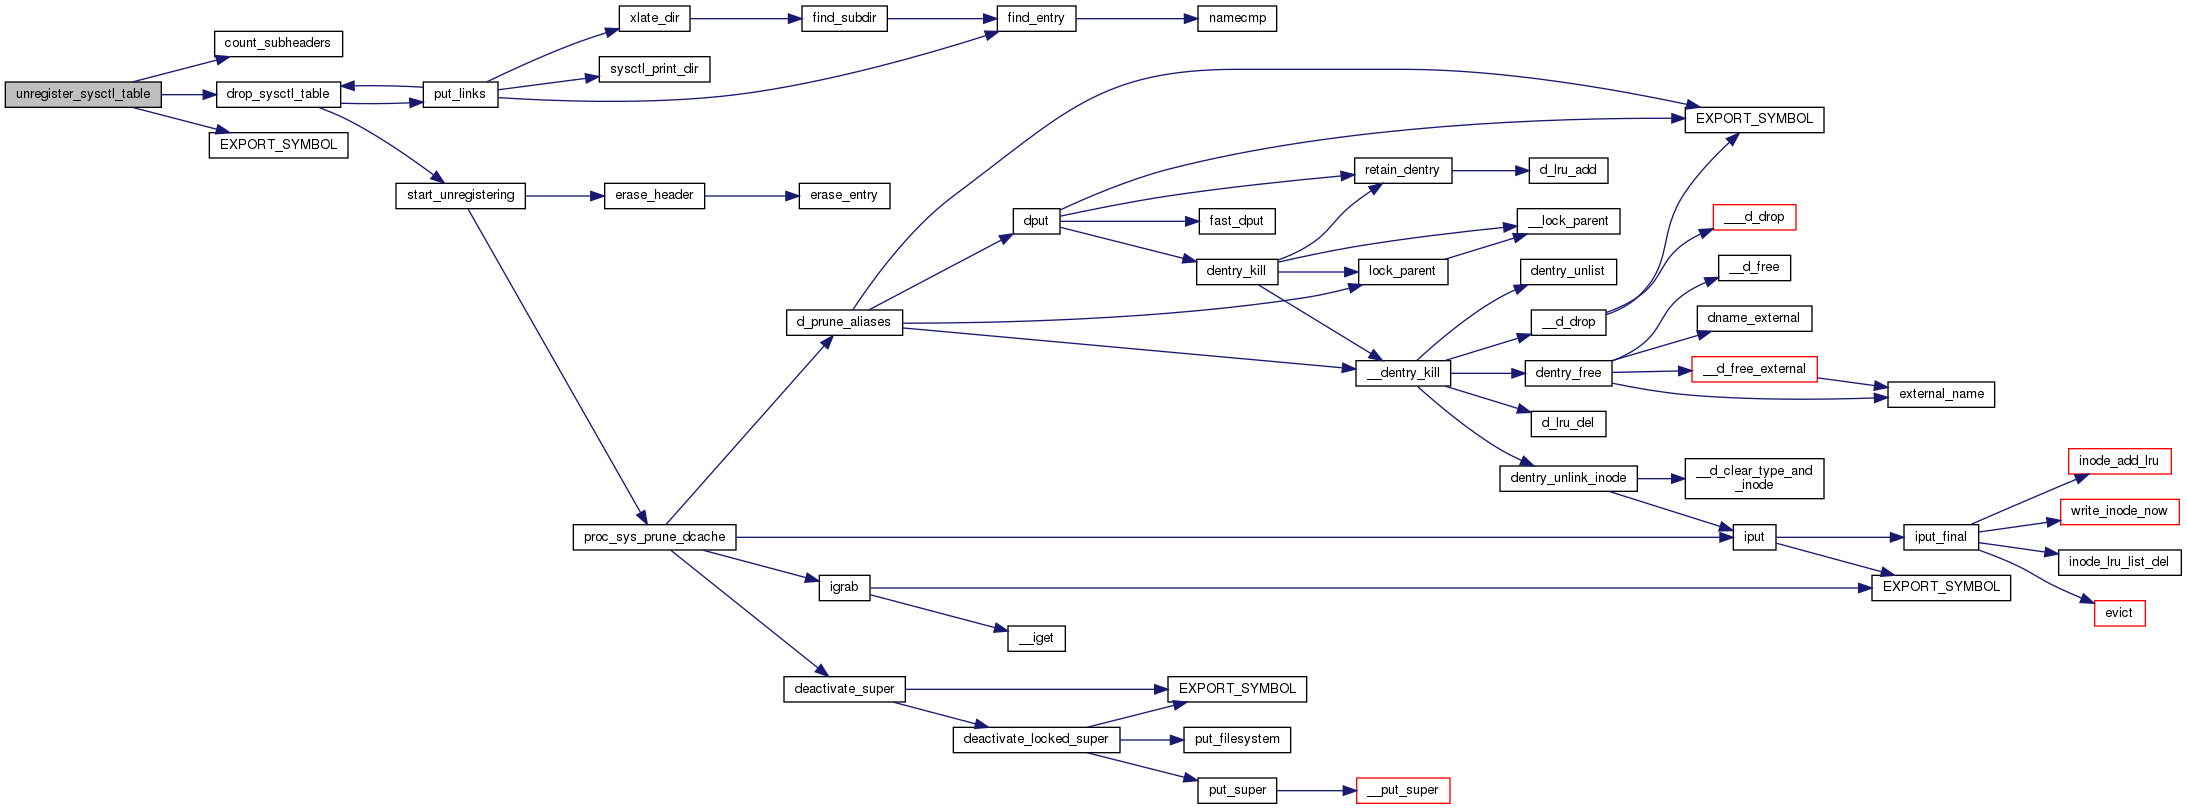 xlate_dir
find_subdir
find_entry
namecmp
count_subheaders
sysctl_print_dir
unregister_sysctl_table
drop_sysctl_table
put_links
EXPORT_SYMBOL
EXPORT_SYMBOL
retain_dentry
d_lru_add
start_unregistering
erase_header
erase_entry
dput
fast_dput
__lock_parent
___d_drop
dentry_kill
lock_parent
dentry_unlist
__d_free
d_prune_aliases
__d_drop
dname_external
__dentry_kill
dentry_free
__d_free_external
external_name
d_lru_del
dentry_unlink_inode
__d_clear_type_and
_inode
inode_add_lru
write_inode_now
proc_sys_prune_dcache
iput
iput_final
inode_lru_list_del
igrab
EXPORT_SYMBOL
evict
__iget
deactivate_super
EXPORT_SYMBOL
deactivate_locked_super
put_filesystem
put_super
__put_super